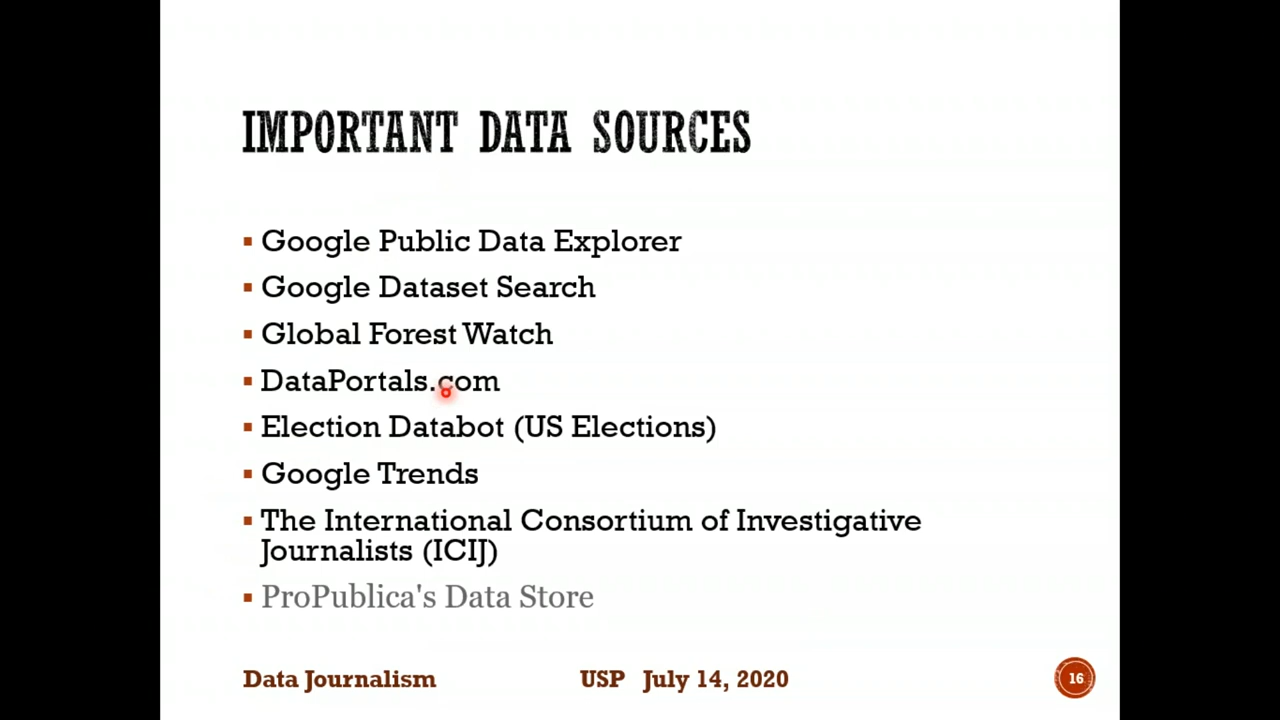 IMPORTANT DATA SOURCES
Google Public Data Explorer
Google Dataset Search
Global Forest Watch
DataPortals.com
Election Databot (US Elections)
Google Trends
The International Consortium of Investigative
Journalists (ICIJ)
ProPublica's Data Store
Data Journalism USP July 14, 2020 16